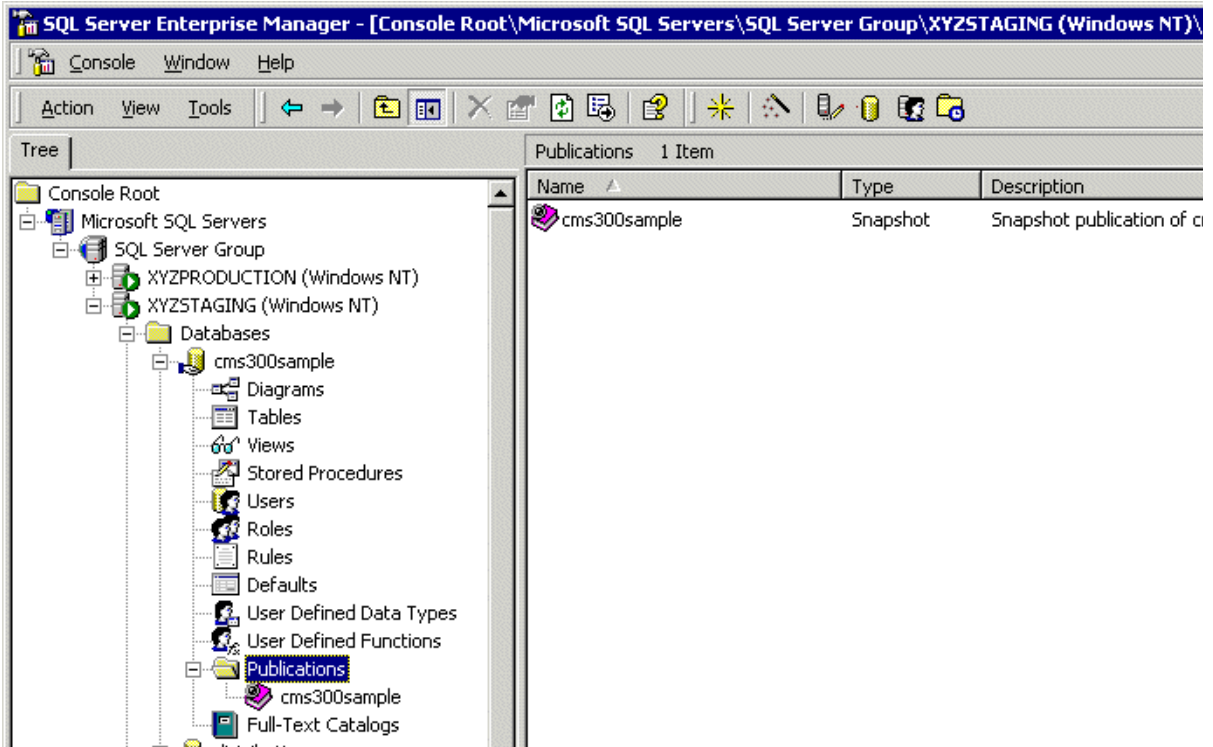 SQL Server Enterprise Manager - [Console Root\Microsoft SQL Servers\SQL Server Group\XYZSTAGING (Windows NT)\
Console Window Help
Action View Tools
Tree
Publications 1 Item
Name Type Description
cms300sample Snapshot Snapshot publication of
Console Root
Microsoft SQL Servers
SQL Server Group
XYZPRODUCTION (Windows NT)
XYZSTAGING (Windows NT)
Databases
cms300sample
Diagrams
Tables
Views
Stored Procedures
Users
Roles
Rules
Defaults
User Defined Data Types
User Defined Functions
Publications
cms300sample
Full-Text Catalogs